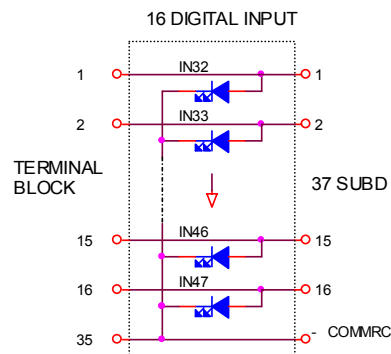 16 DIGITAL INPUT
1 IN32 1
2 IN33 2
TERMINAL
BLOCK
37 SUBD
15 IN46 15
16 IN47 16
35 - COMMRC